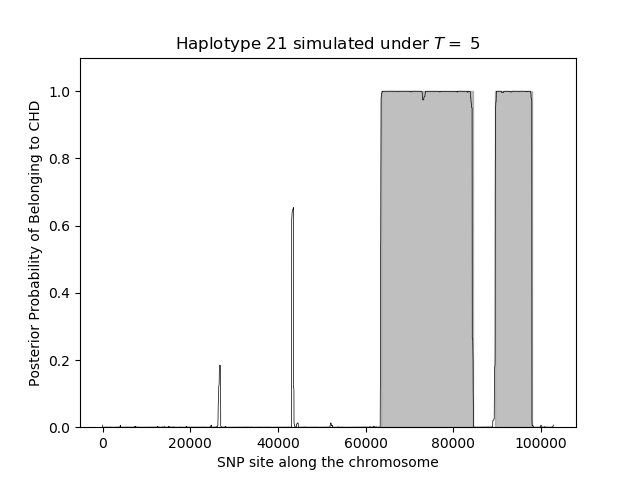 Haplotype 21 simulated under T = 5
Posterior Probability of Belonging to CHD
1.0
0.8
0.6
0.4
0.2
0.0
0 20000 40000 60000 80000 100000
SNP site along the chromosome